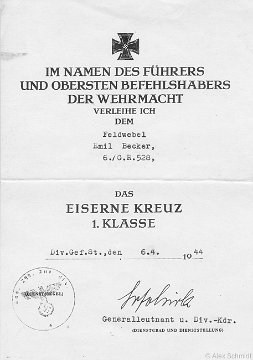 IM NAMEN DES FÜHRERS
UND OBERSTEN BEFEHLSHABERS
DER WEHRMACHT
VERLEIHE ICH
DEM
Feldwebel
Emil Becker,
6./G.R.528,
DAS
EISERNE KREUZ
1. KLASSE
Div.Gef.St.,den 6.4. 1944
(DIENSTSIEGEL)
Generalleutnant u. Div.-Kdr.
(DIENSTGRAD UND DIENSTSTELLUNG)
© Alex Schmidt